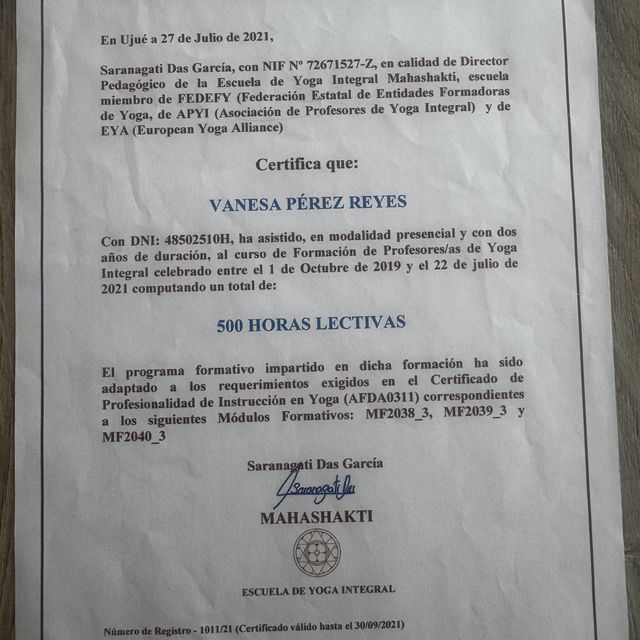 En Ujué a 27 de Julio de 2021,
Saranagati Das García, con NIF Nº 72671527-Z, en calidad de Director
Pedagógico de la Escuela de Yoga Integral Mahashakti, escuela
miembro de FEDEFY (Federación Estatal de Entidades Formadoras
de Yoga, de APYI (Asociación de Profesores de Yoga Integral) y de
EYA (European Yoga Alliance)
Certifica que:
VANESA PÉREZ REYES
Con DNI: 48502510H, ha asistido, en modalidad presencial y con dos
años de duración, al curso de Formación de Profesores/as de Yoga
Integral celebrado entre el 1 de Octubre de 2019 y el 22 de julio de
2021 computando un total de:
500 HORAS LECTIVAS
El programa formativo impartido en dicha formación ha sido
adaptado a los requerimientos exigidos en el Certificado de
Profesionalidad de Instrucción en Yoga (AFDA0311) correspondientes
a los siguientes Módulos Formativos: MF2038_3, MF2039_3 y
MF2040_3
Saranagati Das García
Saranagati Das
MAHASHAKTI
ESCUELA DE YOGA INTEGRAL
Número de Registro - 1011/21 (Certificado válido hasta el 30/09/2021)